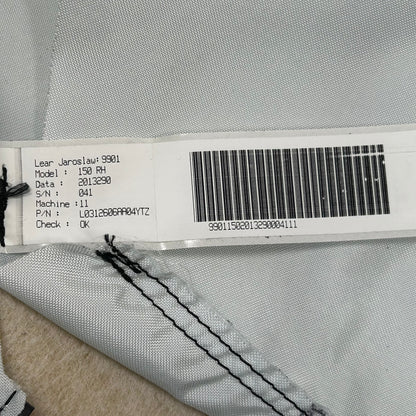 Lear Jaroslaw: 9901
Model : 150 RH
Data : 2013290
S/N : 041
Machine : 11
P/N : L0312606AA04YTZ
Check : OK
99011502013290004111